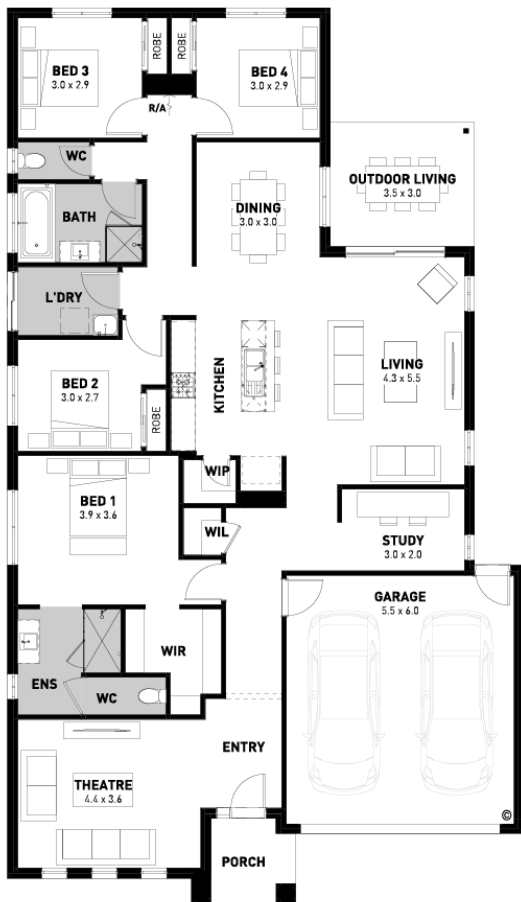 BED 3
3.0 x 2.9
ROBE
ROBE
BED 4
3.0 x 2.9
R/A
WC
BATH
DINING
3.0 x 3.0
OUTDOOR LIVING
3.5 x 3.0
L'DRY
KITCHEN
LIVING
4.3 x 5.5
BED 2
3.0 x 2.7
ROBE
WIP
BED 1
3.9 x 3.6
WIL
STUDY
3.0 x 2.0
GARAGE
5.5 x 6.0
WIR
ENS
WC
ENTRY
THEATRE
4.4 x 3.6
PORCH
©